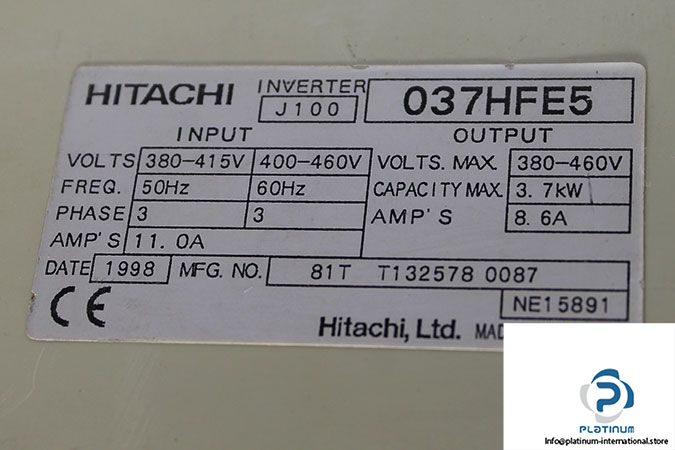 HITACHI INVERTER J100 037HFE5
INPUT OUTPUT
VOLTS 380-415V 400-460V VOLTS. MAX. 380-460V
FREQ. 50Hz 60Hz CAPACITY MAX. 3.7kW
PHASE 3 3 AMP'S 8.6A
AMP'S 11.0A
DATE 1998 MFG. NO. 81T T132578 0087
CE NE15891
Hitachi, Ltd.
PLATINUM
Info@platinum-international.store